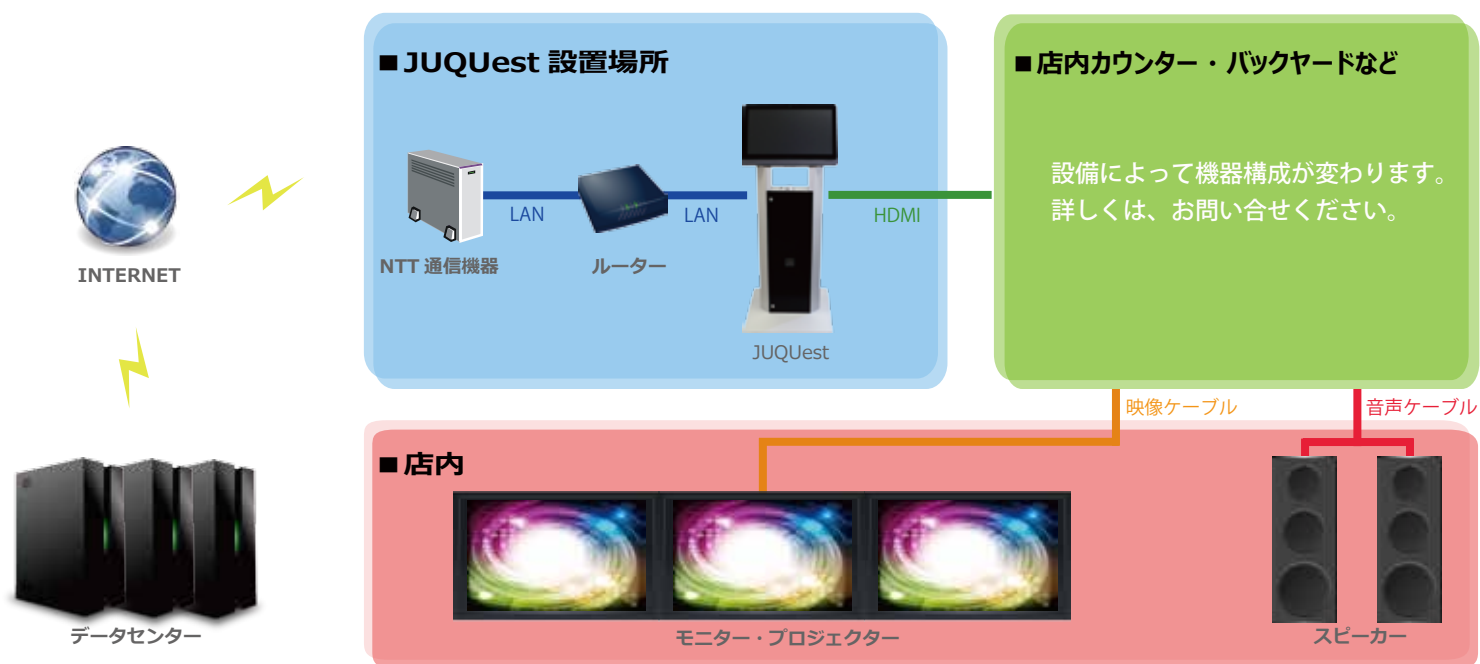 ■JUQUest 設置場所
■店内カウンター・バックヤードなど
設備によって機器構成が変わります。
詳しくは、お問い合せください。
LAN
LAN
HDMI
INTERNET
NTT 通信機器
ルーター
JUQUest
映像ケーブル
音声ケーブル
■店内
データセンター
モニター・プロジェクター
スピーカー